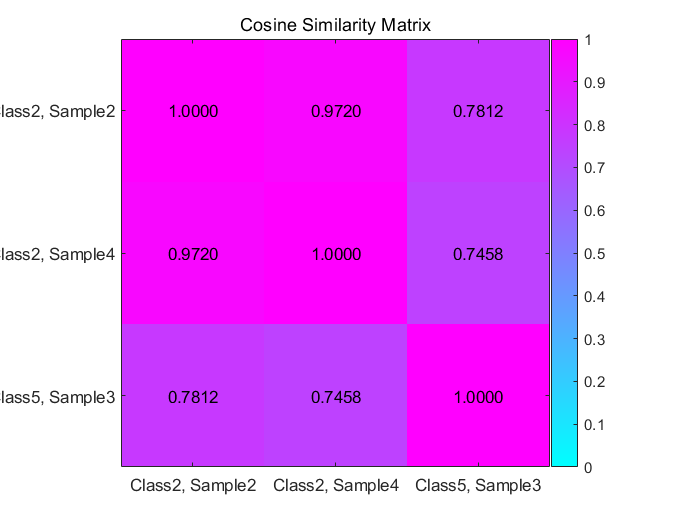 Cosine Similarity Matrix
lass2, Sample2 1.0000 0.9720 0.7812
lass2, Sample4 0.9720 1.0000 0.7458
lass5, Sample3 0.7812 0.7458 1.0000
Class2, Sample2 Class2, Sample4 Class5, Sample3
1
0.9
0.8
0.7
0.6
0.5
0.4
0.3
0.2
0.1
0